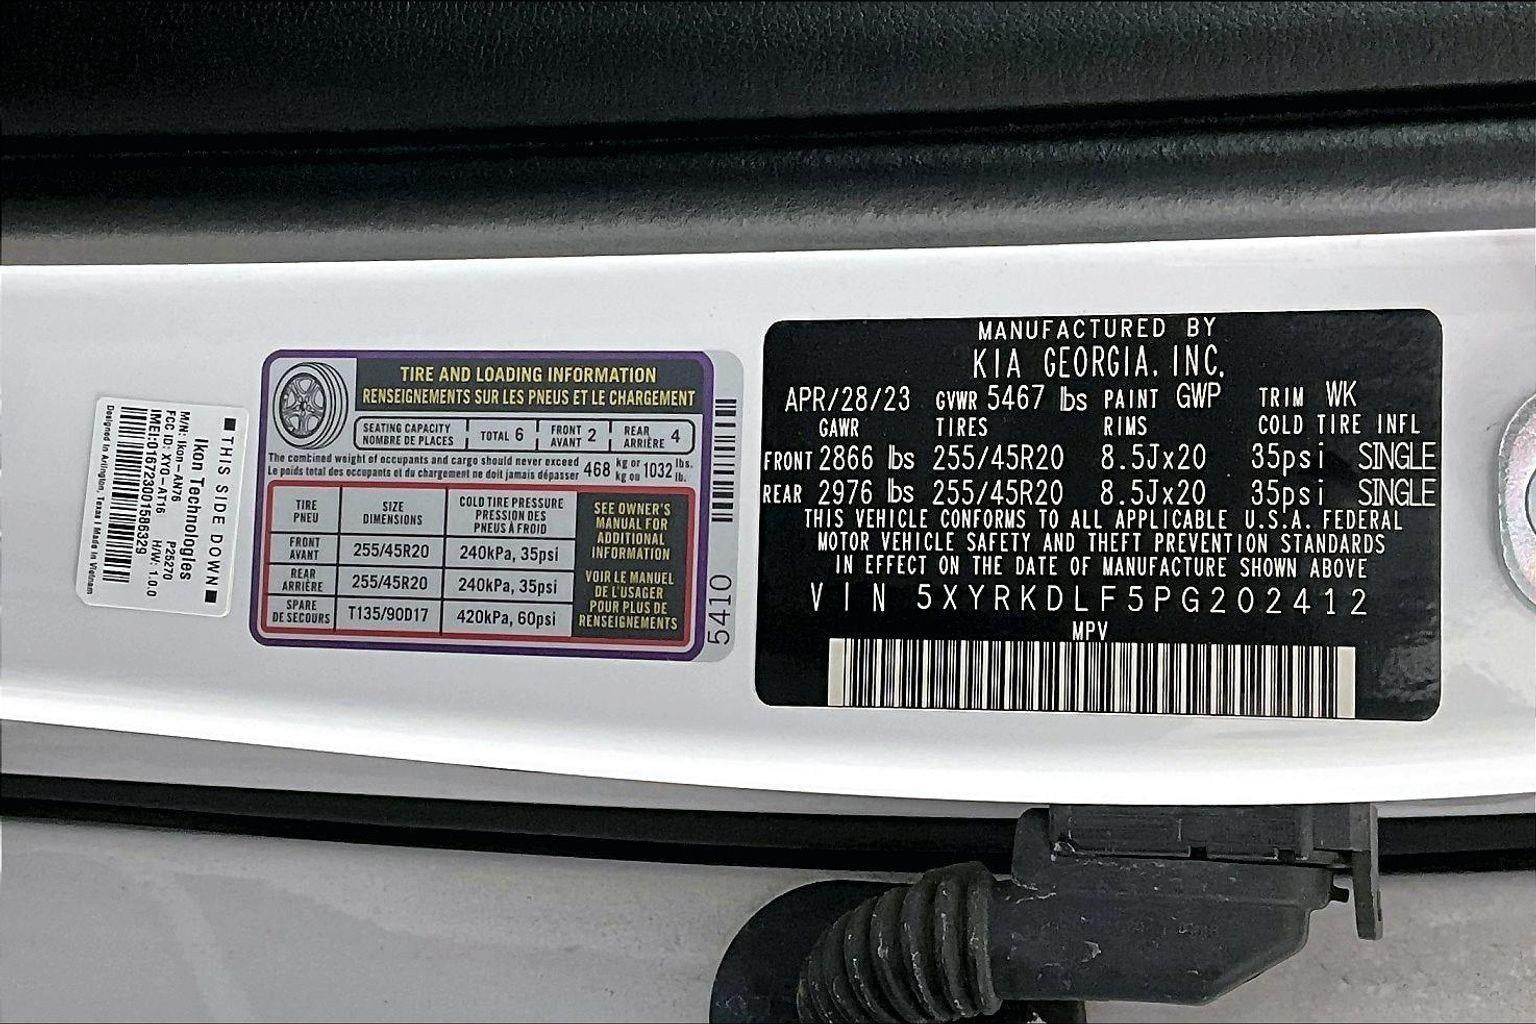 ■ THIS SIDE DOWN ■
Ikon Technologies
M/N: Ikon-AN76 P26270
FCC ID: XYO-AT16 H/W: 1.0.0
IMEI:016723001586329
Designed in Arlington, Texas | Made in Vietnam
TIRE AND LOADING INFORMATION
RENSEIGNEMENTS SUR LES PNEUS ET LE CHARGEMENT
SEATING CAPACITY
NOMBRE DE PLACES
TOTAL 6
FRONT
AVANT 2
REAR
ARRIÈRE 4
The combined weight of occupants and cargo should never exceed 468 kg or 1032 lbs.
Le poids total des occupants et du chargement ne doit jamais dépasser kg ou lb.
TIRE
PNEU
SIZE
DIMENSIONS
COLD TIRE PRESSURE
PRESSION DES
PNEUS À FROID
FRONT
AVANT
255/45R20
240kPa, 35psi
REAR
ARRIÈRE
255/45R20
240kPa, 35psi
SPARE
DE SECOURS
T135/90D17
420kPa, 60psi
SEE OWNER'S
MANUAL FOR
ADDITIONAL
INFORMATION
VOIR LE MANUEL
DE L'USAGER
POUR PLUS DE
RENSEIGNEMENTS
5410
MANUFACTURED BY
KIA GEORGIA, INC.
APR/28/23 GVWR 5467 lbs PAINT GWP TRIM WK
GAWR TIRES RIMS COLD TIRE INFL
FRONT 2866 lbs 255/45R20 8.5Jx20 35psi SINGLE
REAR 2976 lbs 255/45R20 8.5Jx20 35psi SINGLE
THIS VEHICLE CONFORMS TO ALL APPLICABLE U.S.A. FEDERAL
MOTOR VEHICLE SAFETY AND THEFT PREVENTION STANDARDS
IN EFFECT ON THE DATE OF MANUFACTURE SHOWN ABOVE
VIN 5XYRKDLF5PG202412
MPV